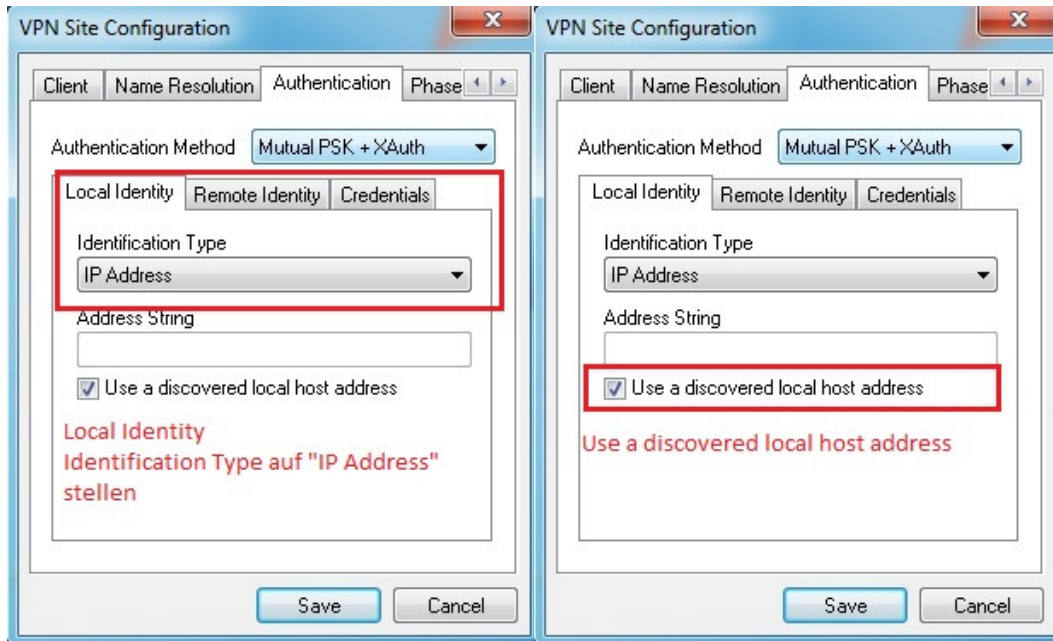 VPN Site Configuration
Client Name Resolution Authentication Phase
Authentication Method Mutual PSK + XAuth
Local Identity Remote Identity Credentials
Identification Type
IP Address
Address String
Use a discovered local host address
Local Identity
Identification Type auf "IP Address"
stellen
Save Cancel
VPN Site Configuration
Client Name Resolution Authentication Phase
Authentication Method Mutual PSK + XAuth
Local Identity Remote Identity Credentials
Identification Type
IP Address
Address String
Use a discovered local host address
Use a discovered local host address
Save Cancel